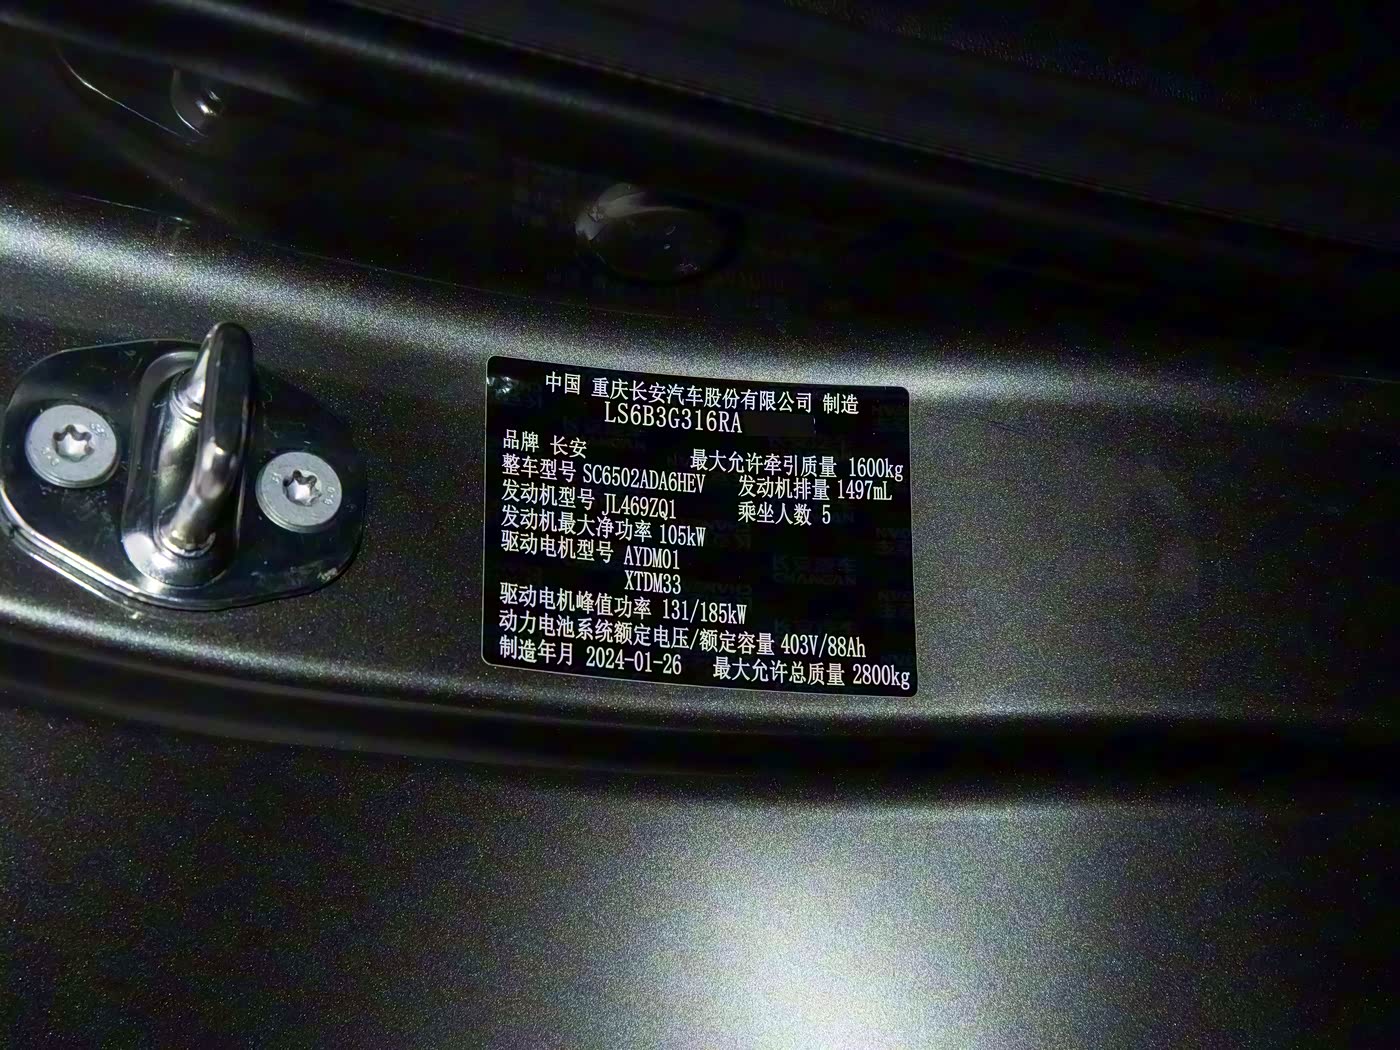 中国 重庆长安汽车股份有限公司 制造
LS6B3G316RA
品牌 长安
最大允许牵引质量 1600kg
整车型号 SC6502ADA6HEV 发动机排量 1497mL
发动机型号 JL469ZQ1 乘坐人数 5
发动机最大净功率 105kW
驱动电机型号 AYDM01
XTDM33
驱动电机峰值功率 131/185kW
动力电池系统额定电压/额定容量 403V/88Ah
制造年月 2024-01-26 最大允许总质量 2800kg